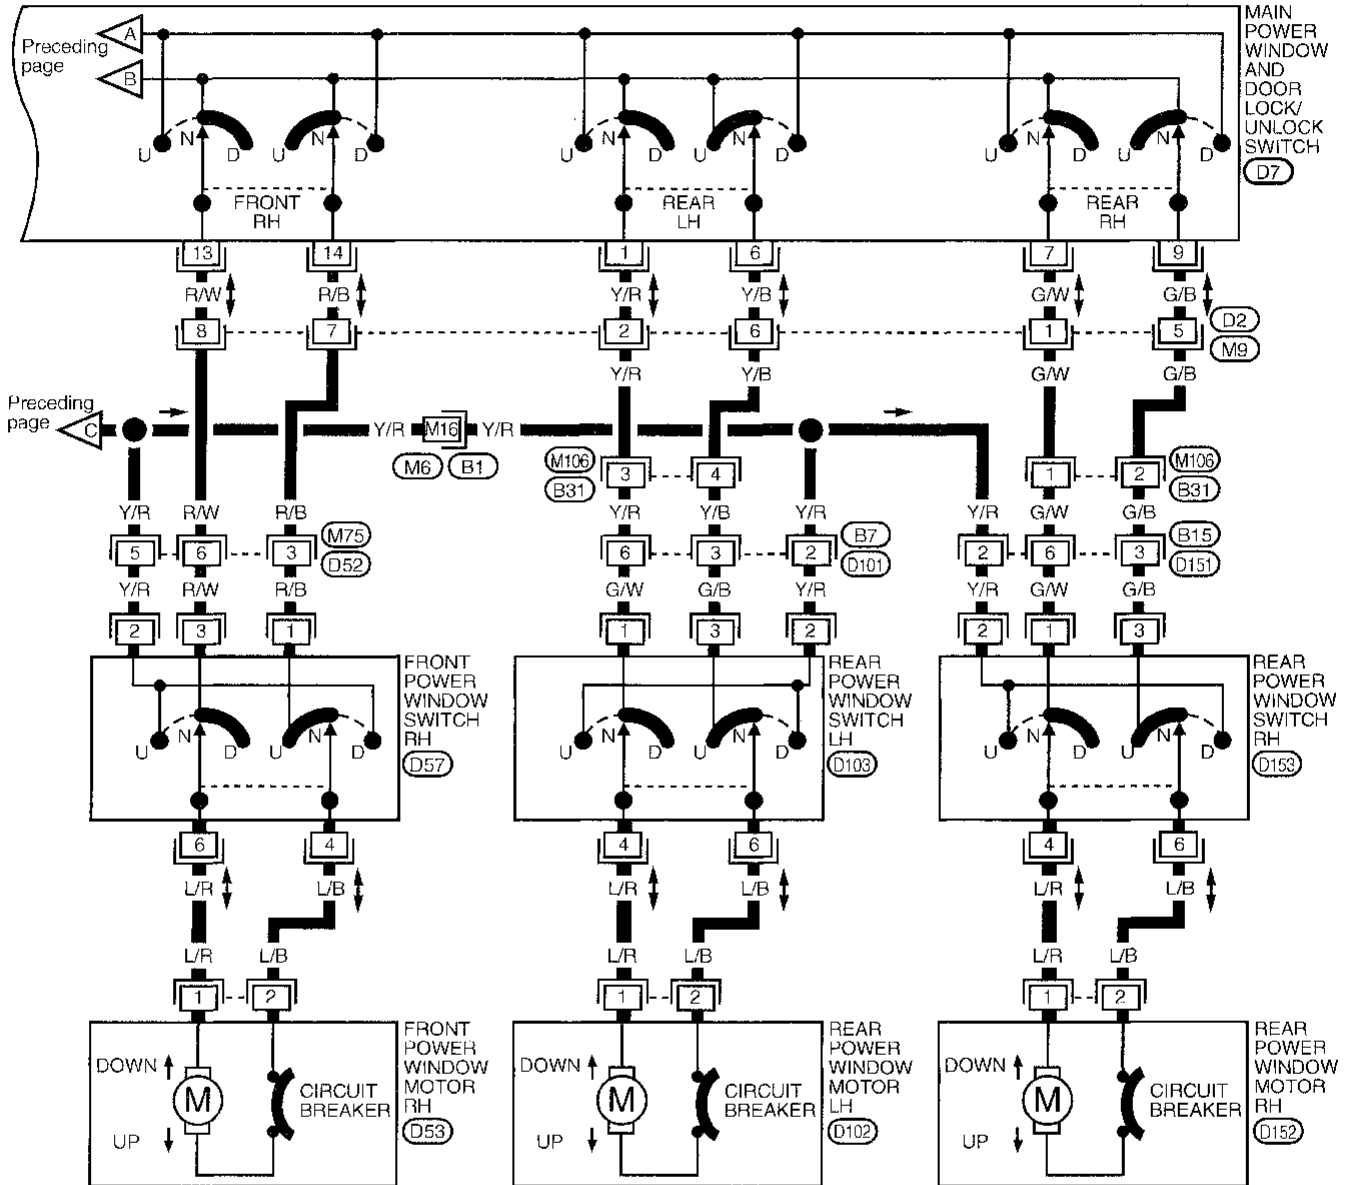 MAIN
POWER
WINDOW
AND
DOOR
LOCK/
UNLOCK
SWITCH
D7
Preceding
page
A
B
U N D U N D
U N D U N D
U N D U N D
FRONT
RH
REAR
LH
REAR
RH
13 14 1 6 7 9
R/W R/B Y/R Y/B G/W G/B
8 7 2 6 1 5
D2
M9
Y/R Y/B G/W G/B
Preceding
page
C
Y/R M16 Y/R
M6 B1
M106
B31
3 4
1 2
M106
B31
Y/R R/W R/B Y/R Y/B Y/R Y/R G/W G/B
5 6 3
M75
D52
6 3 2
B7
D101
2 6 3
B15
D151
Y/R R/W R/B G/W G/B Y/R Y/R G/W G/B
2 3 1 1 3 2 2 1 3
FRONT
POWER
WINDOW
SWITCH
RH
D57
REAR
POWER
WINDOW
SWITCH
LH
D103
REAR
POWER
WINDOW
SWITCH
RH
D153
U N D U N D
U N D U N D
U N D U N D
6 4 4 6 4 6
L/R L/B L/R L/B L/R L/B
L/R L/B L/R L/B L/R L/B
1 2 1 2 1 2
DOWN
M
UP
CIRCUIT
BREAKER
FRONT
POWER
WINDOW
MOTOR
RH
D53
DOWN
M
UP
CIRCUIT
BREAKER
REAR
POWER
WINDOW
MOTOR
LH
D102
DOWN
M
UP
CIRCUIT
BREAKER
REAR
POWER
WINDOW
MOTOR
RH
D152